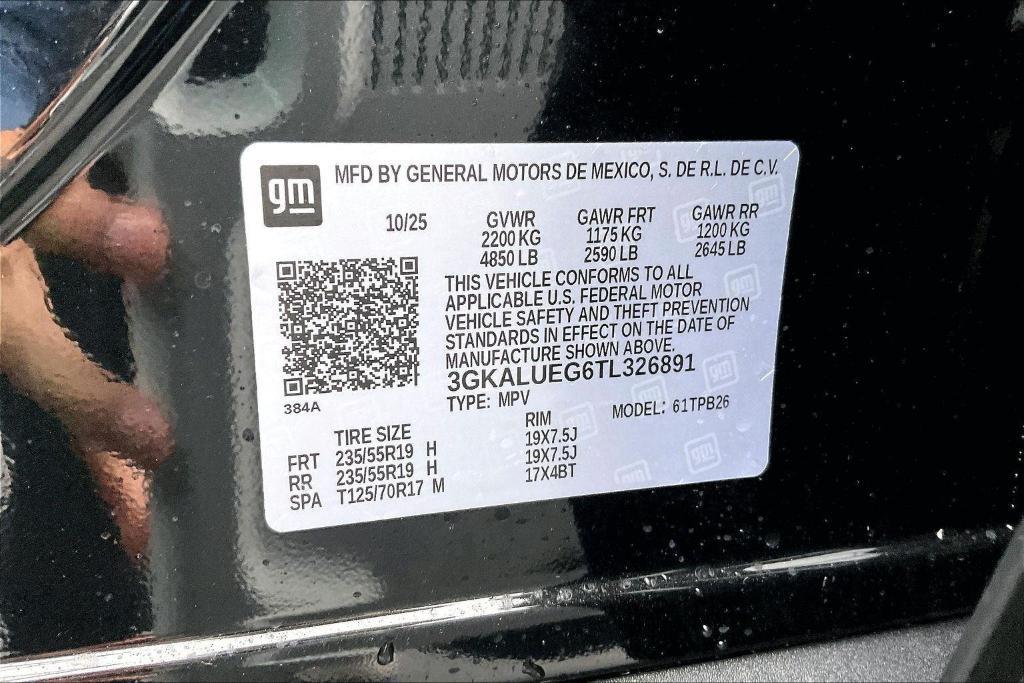 gm
MFD BY GENERAL MOTORS DE MEXICO, S. DE R.L. DE C.V.
10/25 GVWR GAWR FRT GAWR RR
2200 KG 1175 KG 1200 KG
4850 LB 2590 LB 2645 LB
THIS VEHICLE CONFORMS TO ALL
APPLICABLE U.S. FEDERAL MOTOR
VEHICLE SAFETY AND THEFT PREVENTION
STANDARDS IN EFFECT ON THE DATE OF
MANUFACTURE SHOWN ABOVE.
3GKALUEG6TL326891
384A
TYPE: MPV MODEL: 61TPB26
TIRE SIZE RIM
FRT 235/55R19 H 19X7.5J
RR 235/55R19 H 19X7.5J
SPA T125/70R17 M 17X4BT